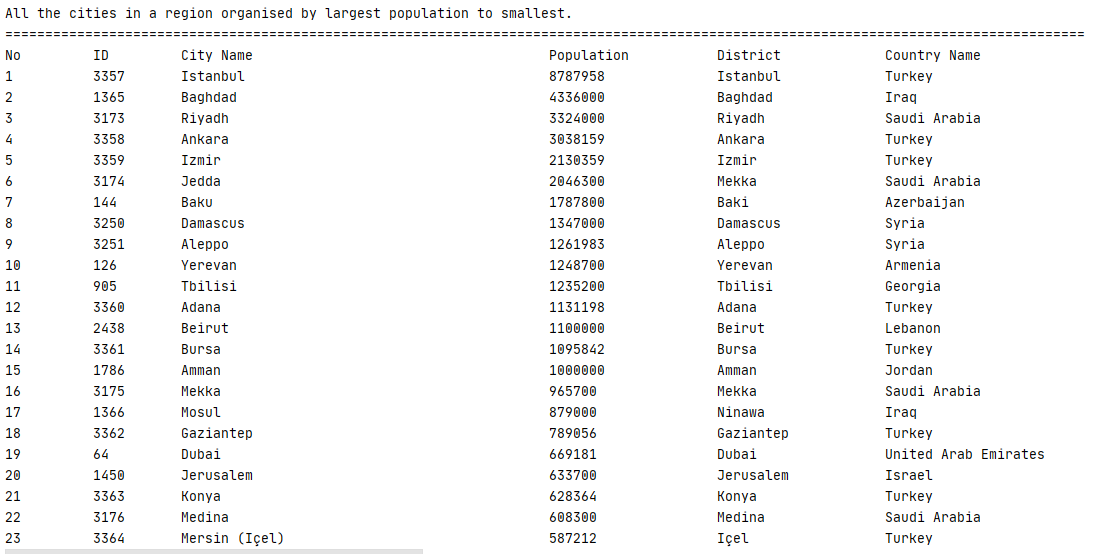 All the cities in a region organised by largest population to smallest.
=======================================================================================================================================
No ID City Name Population District Country Name
1 3357 Istanbul 8787958 Istanbul Turkey
2 1365 Baghdad 4336000 Baghdad Iraq
3 3173 Riyadh 3324000 Riyadh Saudi Arabia
4 3358 Ankara 3038159 Ankara Turkey
5 3359 Izmir 2130359 Izmir Turkey
6 3174 Jedda 2046300 Mekka Saudi Arabia
7 144 Baku 1787800 Baki Azerbaijan
8 3250 Damascus 1347000 Damascus Syria
9 3251 Aleppo 1261983 Aleppo Syria
10 126 Yerevan 1248700 Yerevan Armenia
11 905 Tbilisi 1235200 Tbilisi Georgia
12 3360 Adana 1131198 Adana Turkey
13 2438 Beirut 1100000 Beirut Lebanon
14 3361 Bursa 1095842 Bursa Turkey
15 1786 Amman 1000000 Amman Jordan
16 3175 Mekka 965700 Mekka Saudi Arabia
17 1366 Mosul 879000 Ninawa Iraq
18 3362 Gaziantep 789056 Gaziantep Turkey
19 64 Dubai 669181 Dubai United Arab Emirates
20 1450 Jerusalem 633700 Jerusalem Israel
21 3363 Konya 628364 Konya Turkey
22 3176 Medina 608300 Medina Saudi Arabia
23 3364 Mersin (Içel) 587212 Içel Turkey